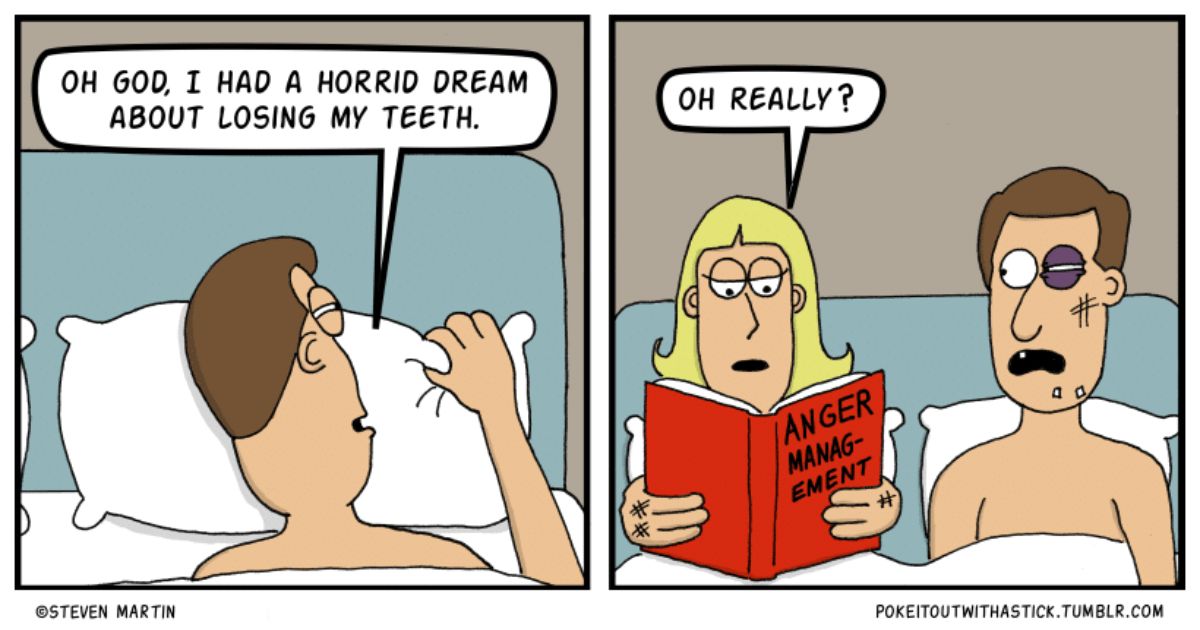 OH GOD, I HAD A HORRID DREAM
ABOUT LOSING MY TEETH.
OH REALLY?
ANGER
MANAG-
EMENT
©STEVEN MARTIN
POKEITOUTWITHASTICK.TUMBLR.COM